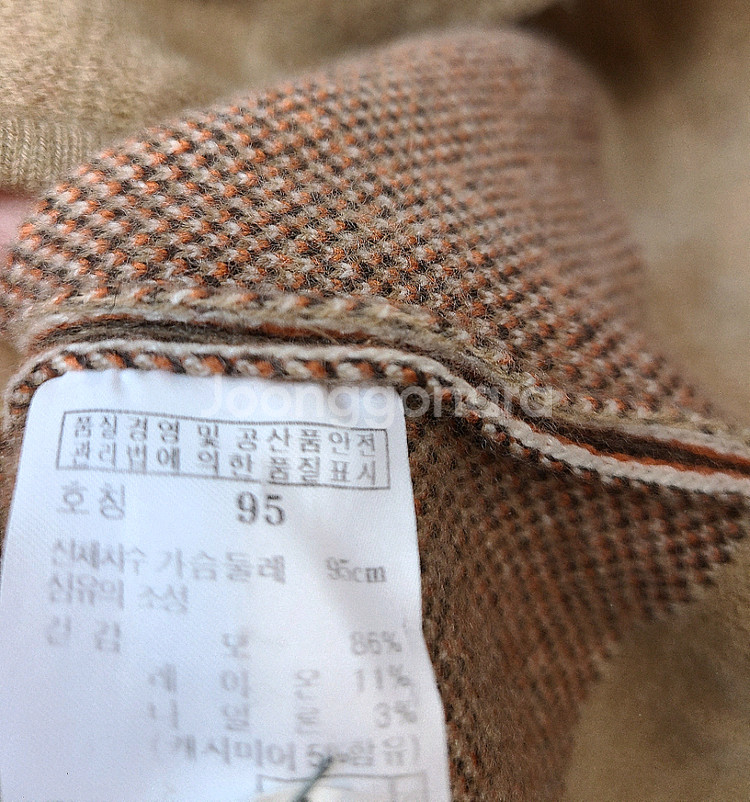 Joonggonara
품질경영 및 공산품안전
관리법에 의한 품질표시
호칭 95
신체치수 가슴둘레 95cm
섬유의 조성
겉감 면 86%
레이온 11%
나일론 3%
(캐시미어 5%함유)